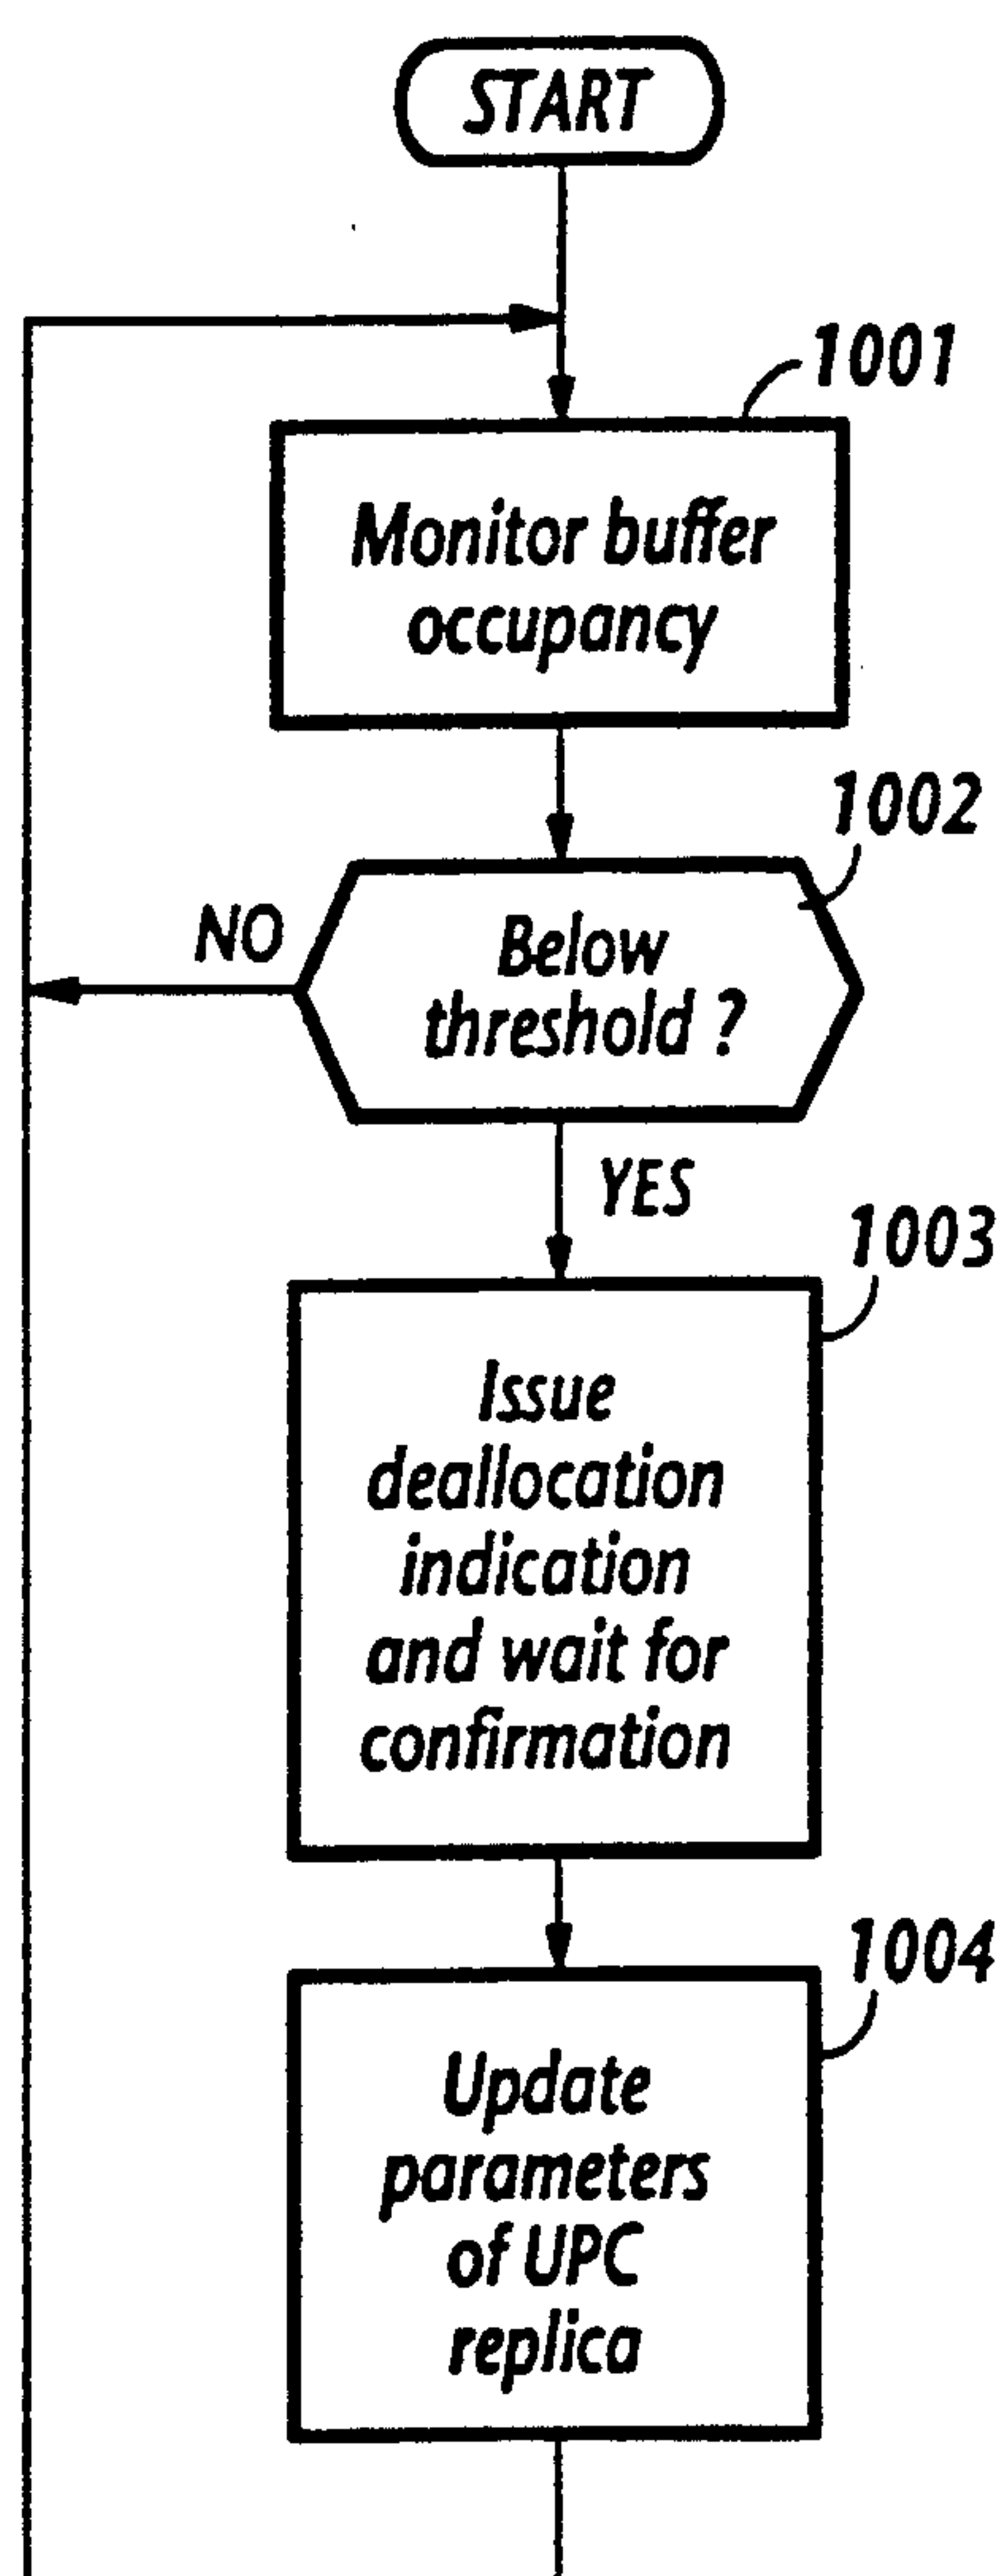 START
1001
Monitor buffer
occupancy
1002
NO
Below
threshold ?
YES
1003
Issue
deallocation
indication
and wait for
confirmation
1004
Update
parameters
of UPC
replica